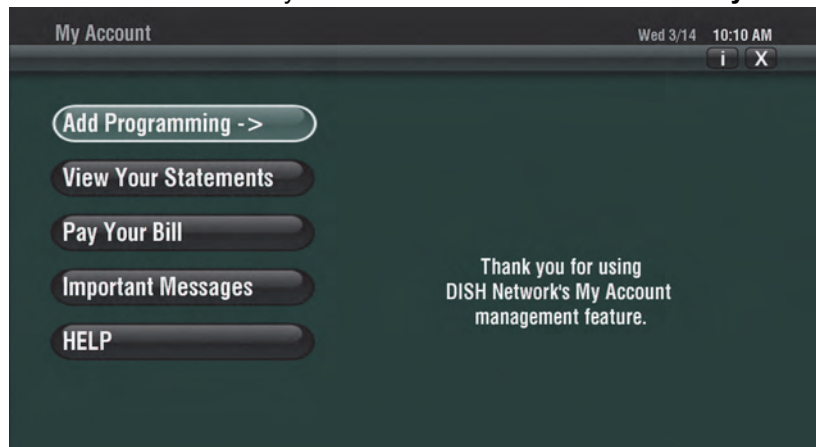 My Account
Wed 3/14 10:10 AM
i X
Add Programming ->
View Your Statements
Pay Your Bill
Important Messages
HELP
Thank you for using
DISH Network's My Account
management feature.